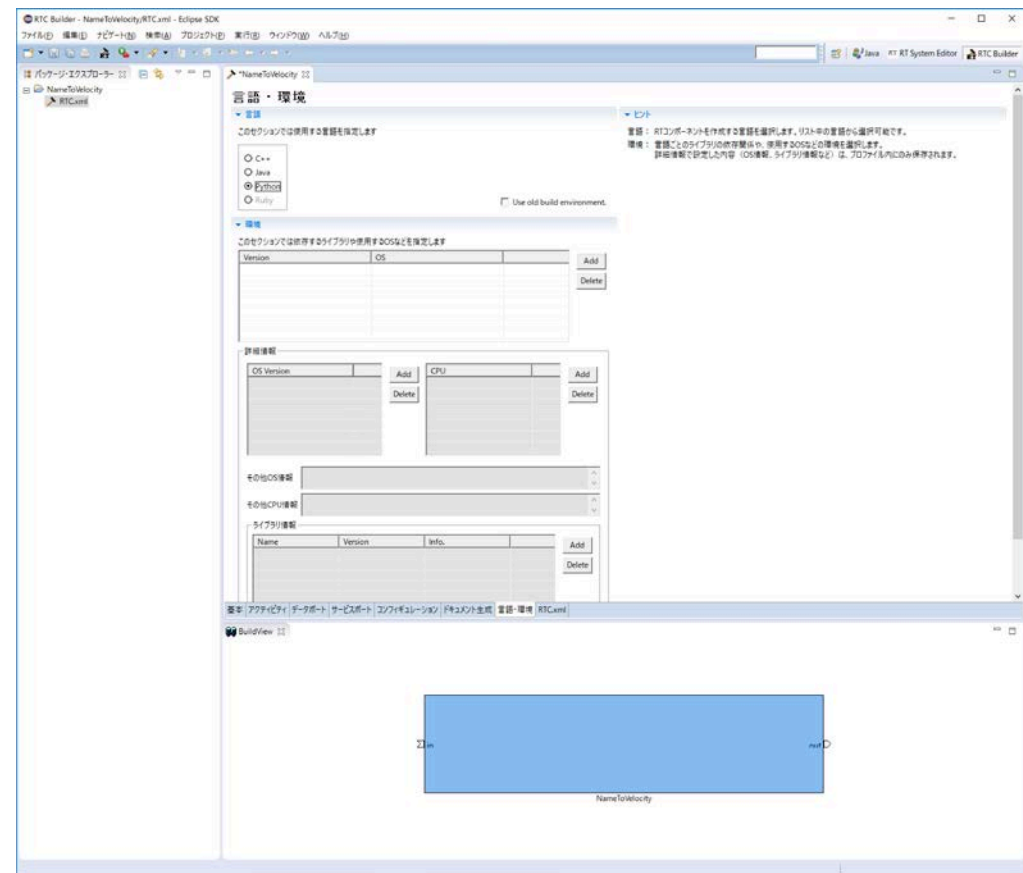 RTC Builder - NameToVelocity/RTC.xml - Eclipse SDK
ファイル(F) 編集(E) ナビゲート(N) 検索(A) プロジェクト(P) 実行(R) ウィンドウ(W) ヘルプ(H)
Java RT RT System Editor RTC Builder
パッケージ・エクスプローラー
NameToVelocity
RTC.xml
*NameToVelocity
言語・環境
言語
このセクションでは使用する言語を指定します
C++
Java
Python
Ruby
Use old build environment.
環境
このセクションでは依存するライブラリや使用するOSなどを指定します
Version OS
Add
Delete
詳細情報
OS Version
Add
Delete
CPU
Add
Delete
その他OS情報
その他CPU情報
ライブラリ情報
Name Version Info.
Add
Delete
ヒント
言語： RTコンポーネントを作成する言語を選択します。リスト中の言語から選択可能です。
環境： 言語ごとのライブラリの依存関係や、使用するOSなどの環境を選択します。
詳細情報で設定した内容（OS情報、ライブラリ情報など）は、プロファイル内にのみ保存されます。
基本 アクティビティ データポート サービスポート コンフィギュレーション ドキュメント生成 言語・環境 RTC.xml
BuildView
in
out
NameToVelocity